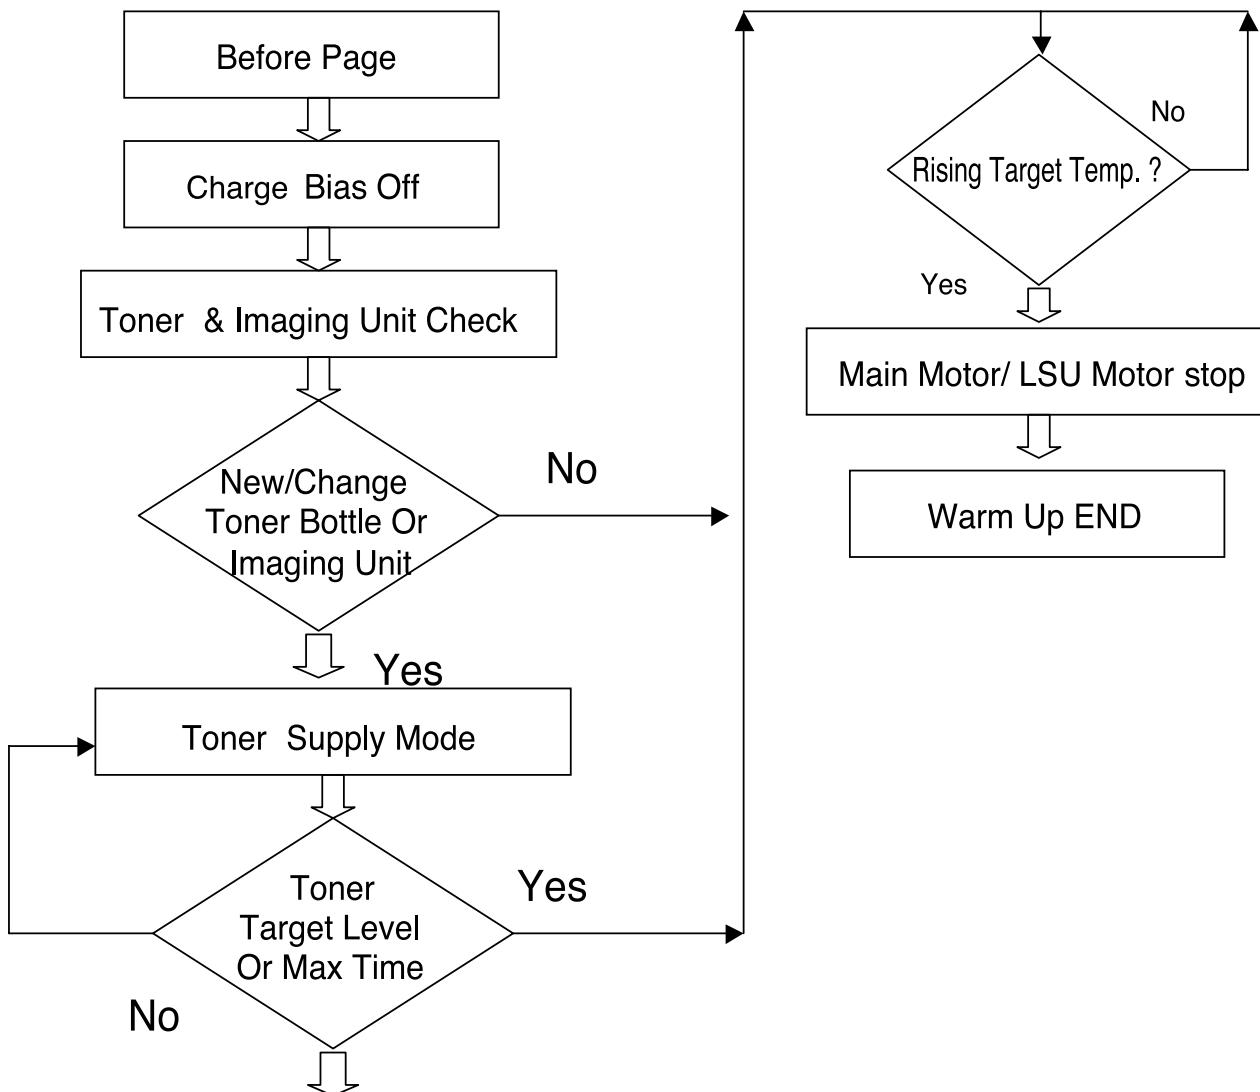 Before Page
Charge Bias Off
Toner & Imaging Unit Check
New/Change
Toner Bottle Or
Imaging Unit
No
Yes
Toner Supply Mode
Toner
Target Level
Or Max Time
Yes
No
Rising Target Temp. ?
No
Yes
Main Motor/ LSU Motor stop
Warm Up END